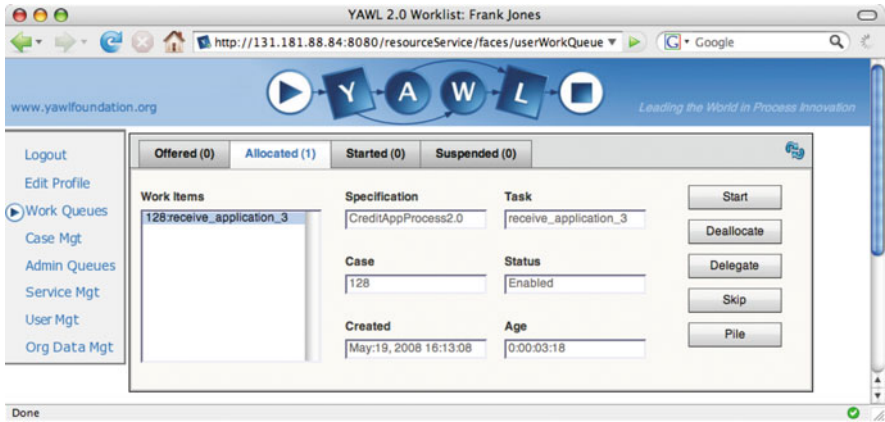 YAWL 2.0 Worklist: Frank Jones
http://131.181.88.84:8080/resourceService/faces/userWorkQueue
G Google
www.yawlfoundation.org
YAWL
Leading the World in Process Innovation
Logout
Edit Profile
Work Queues
Case Mgt
Admin Queues
Service Mgt
User Mgt
Org Data Mgt
Offered (0) Allocated (1) Started (0) Suspended (0)
Work Items
128:receive_application_3
Specification
CreditAppProcess2.0
Task
receive_application_3
Case
128
Status
Enabled
Created
May:19, 2008 16:13:08
Age
0:00:03:18
Start
Deallocate
Delegate
Skip
Pile
Done